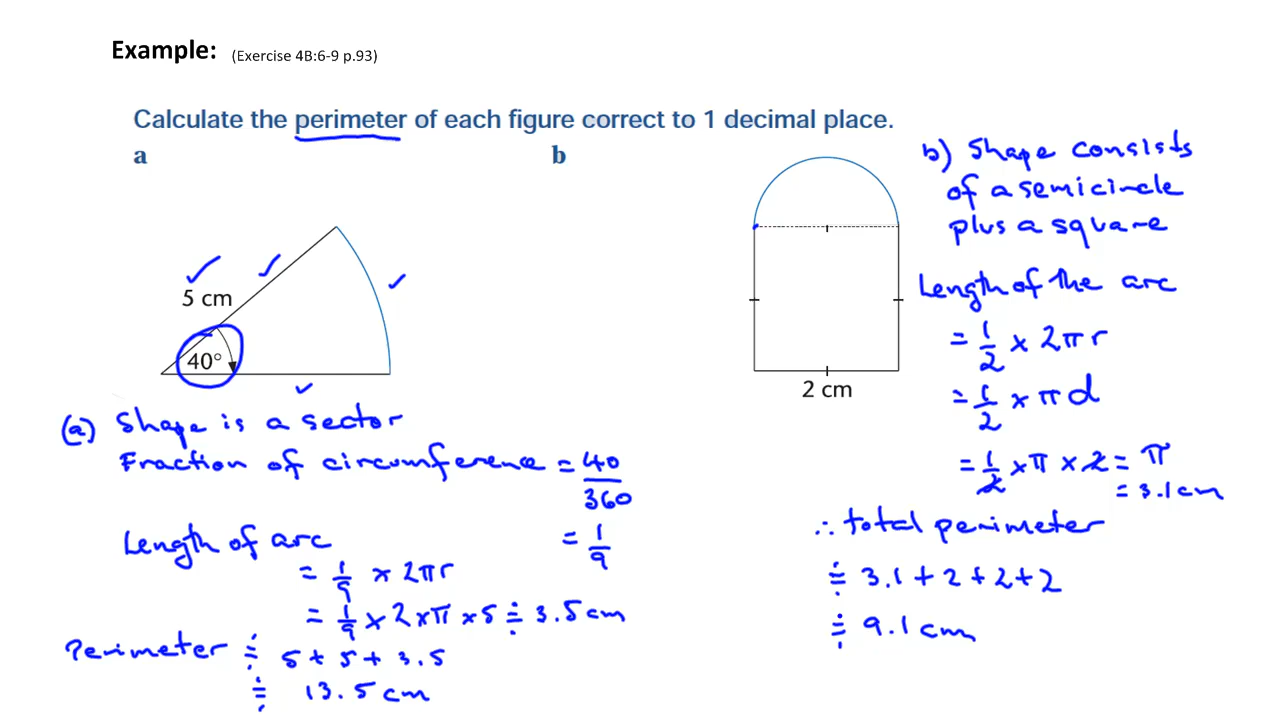 Example: (Exercise 4B:6-9 p.93)
Calculate the perimeter of each figure correct to 1 decimal place.
a
b
5 cm
40°
2 cm
(a) Shape is a sector
Fraction of circumference = 40/360
= 1/9
Length of arc
= 1/9 × 2πr
= 1/9 × 2 × π × 5 ≑ 3.5 cm
Perimeter ≑ 5 + 5 + 3.5
≑ 13.5 cm
b) Shape consists
of a semicircle
plus a square
Length of the arc
= 1/2 × 2πr
= 1/2 × πd
= 1/2 × π × 2 = π
= 3.1 cm
∴ total perimeter
≑ 3.1 + 2 + 2 + 2
≑ 9.1 cm